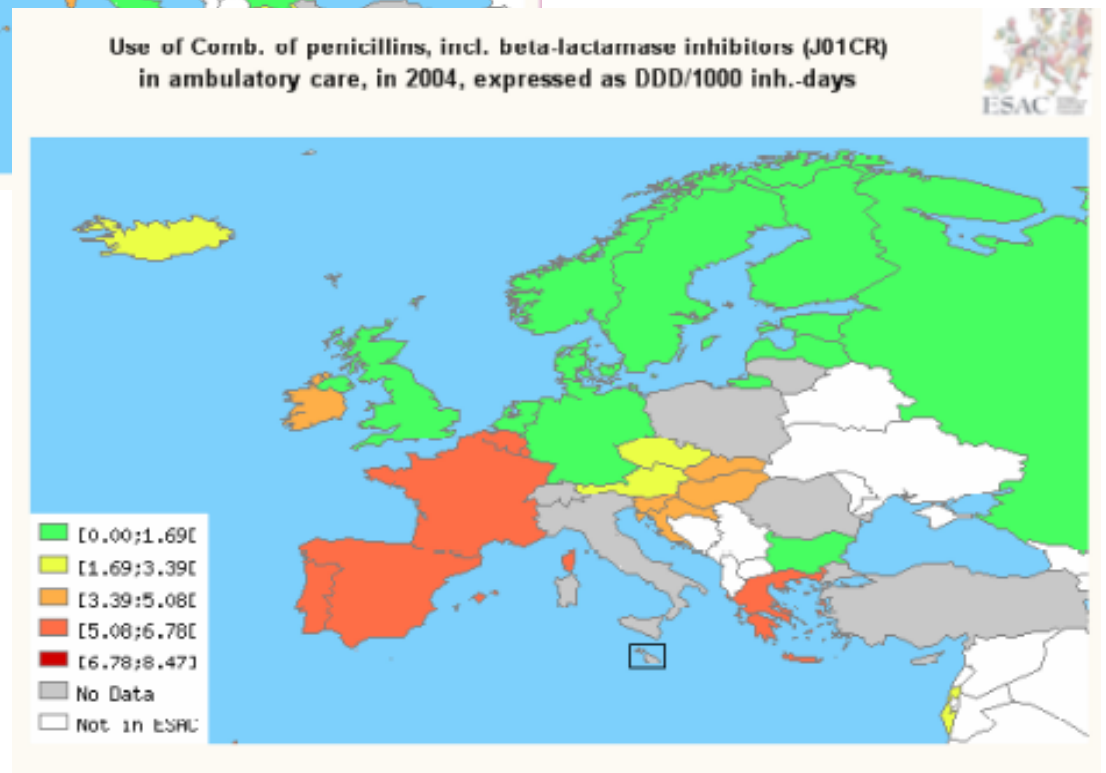 Use of Comb. of penicillins, incl. beta-lactamase inhibitors (J01CR)
in ambulatory care, in 2004, expressed as DDD/1000 inh.-days
ESAC
[0.00;1.69[
[1.69;3.39[
[3.39;5.08[
[5.08;6.78[
[6.78;8.47]
No Data
Not in ESAC